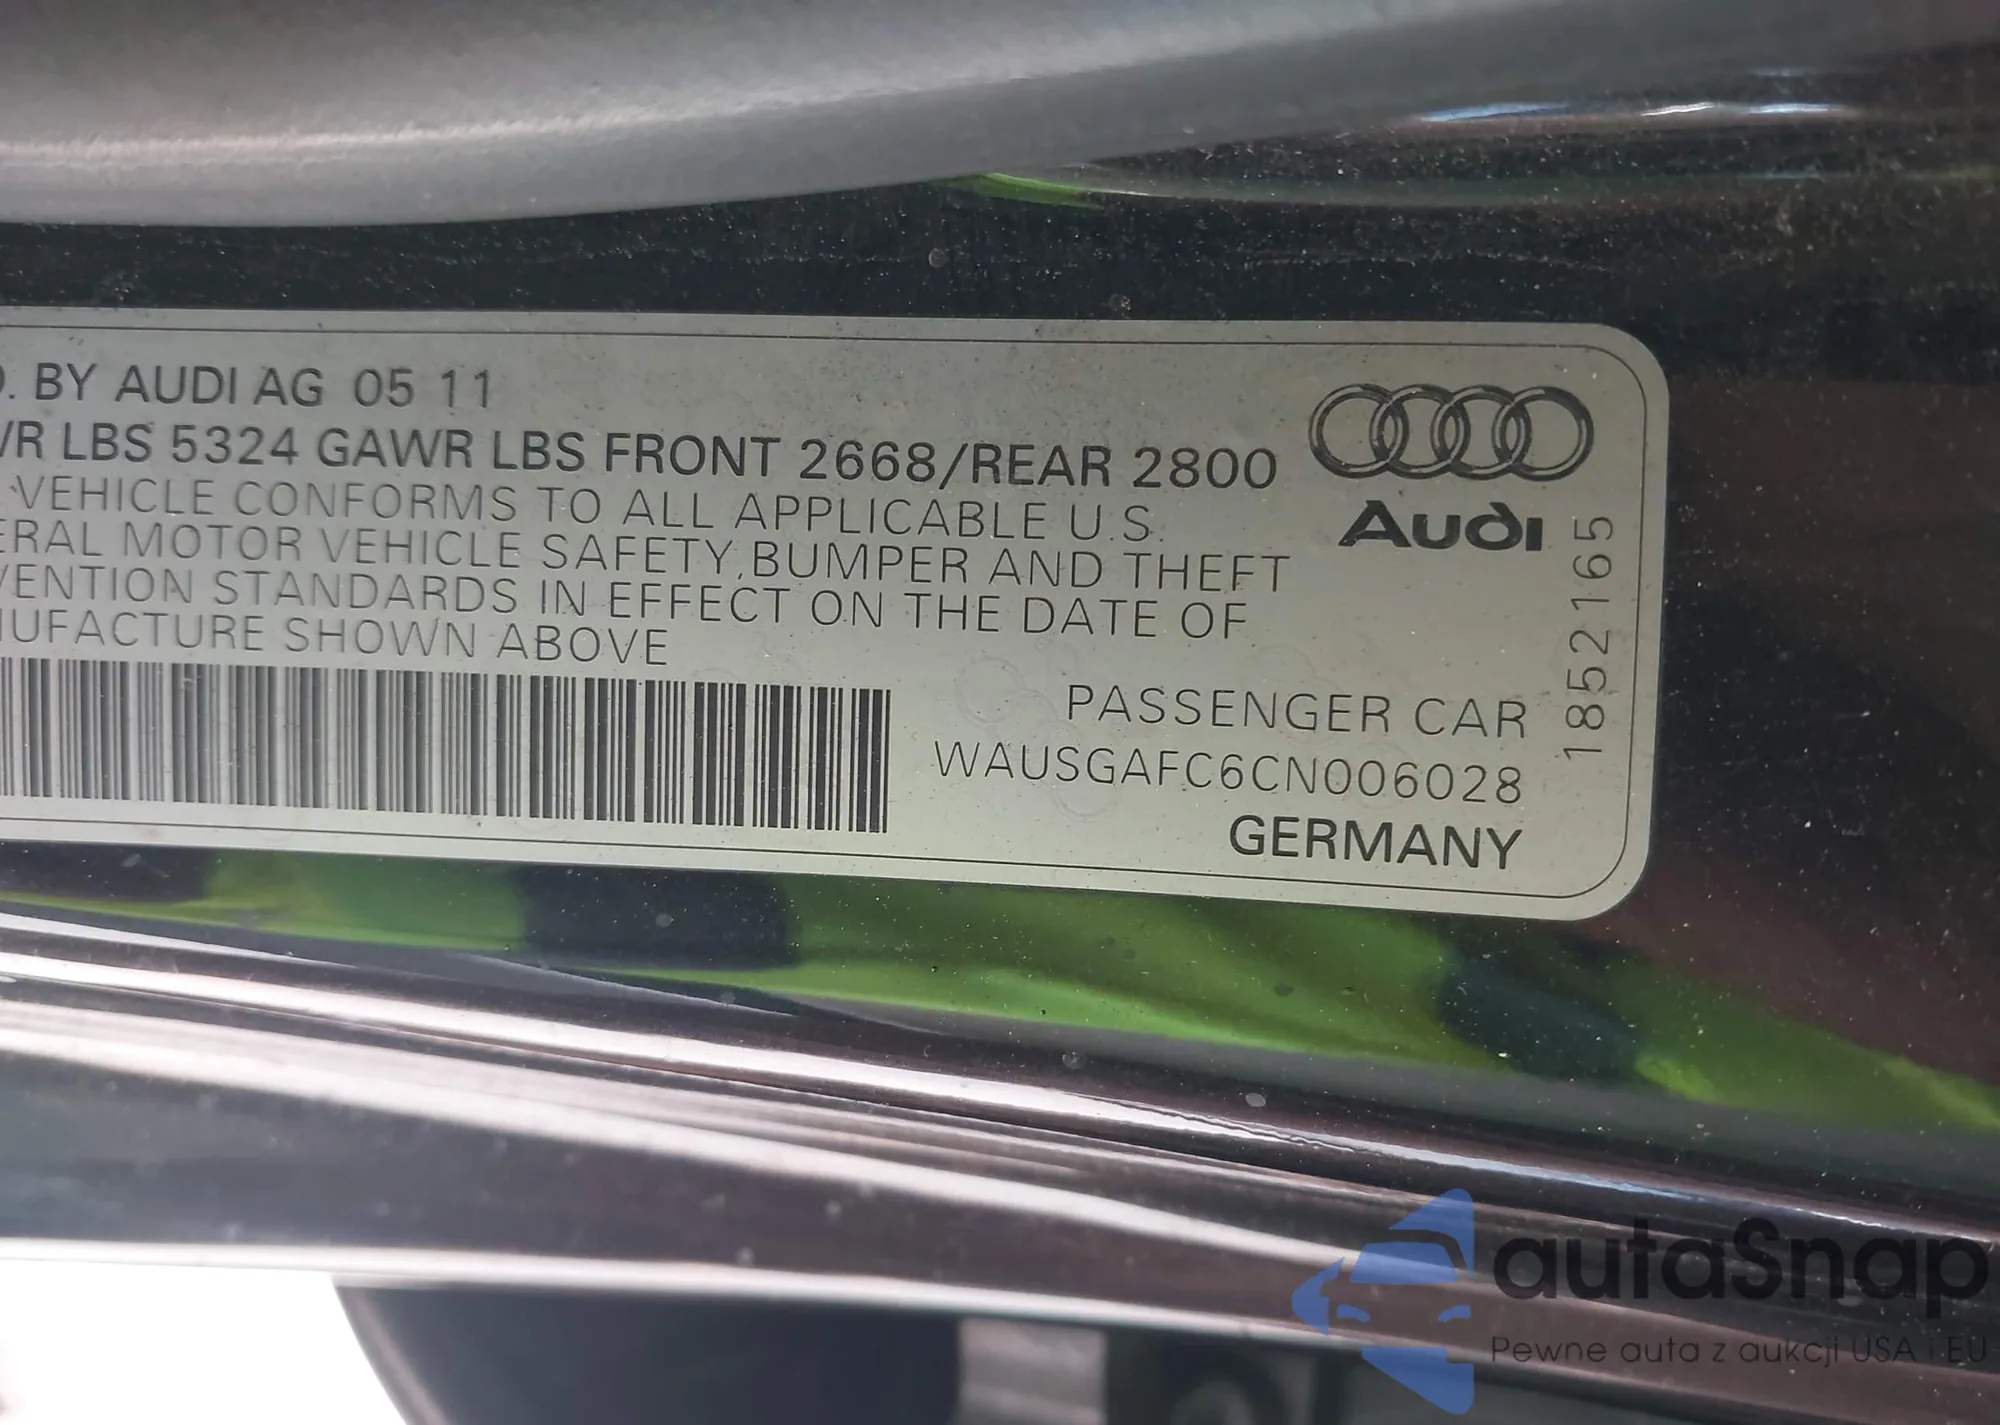 . BY AUDI AG 05 11
VR LBS 5324 GAWR LBS FRONT 2668/REAR 2800
VEHICLE CONFORMS TO ALL APPLICABLE U.S.
ERAL MOTOR VEHICLE SAFETY, BUMPER AND THEFT
VENTION STANDARDS IN EFFECT ON THE DATE OF
NUFACTURE SHOWN ABOVE
Audi
1852165
PASSENGER CAR
WAUSGAFC6CN006028
GERMANY
autaSnap
Pewne auta z aukcji USA i EU